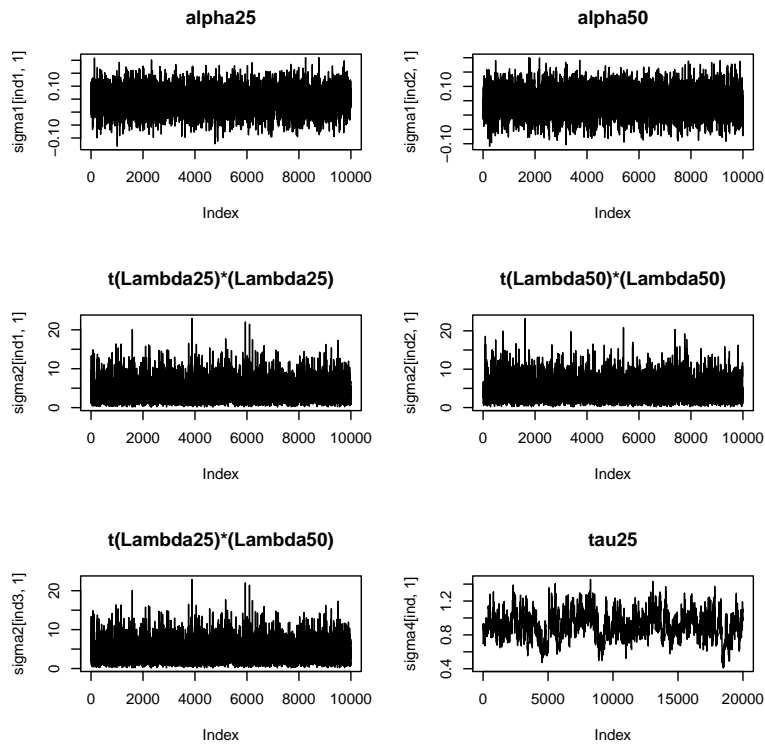 alpha25
sigma1[ind1, 1]
−0.10 0.10
0 2000 4000 6000 8000 10000
Index
alpha50
sigma1[ind2, 1]
−0.10 0.10
0 2000 4000 6000 8000 10000
Index
t(Lambda25)*(Lambda25)
sigma2[ind1, 1]
0 10 20
0 2000 4000 6000 8000 10000
Index
t(Lambda50)*(Lambda50)
sigma2[ind2, 1]
0 10 20
0 2000 4000 6000 8000 10000
Index
t(Lambda25)*(Lambda50)
sigma2[ind3, 1]
0 10 20
0 2000 4000 6000 8000 10000
Index
tau25
sigma4[ind, 1]
0.4 0.8 1.2
0 5000 10000 15000 20000
Index